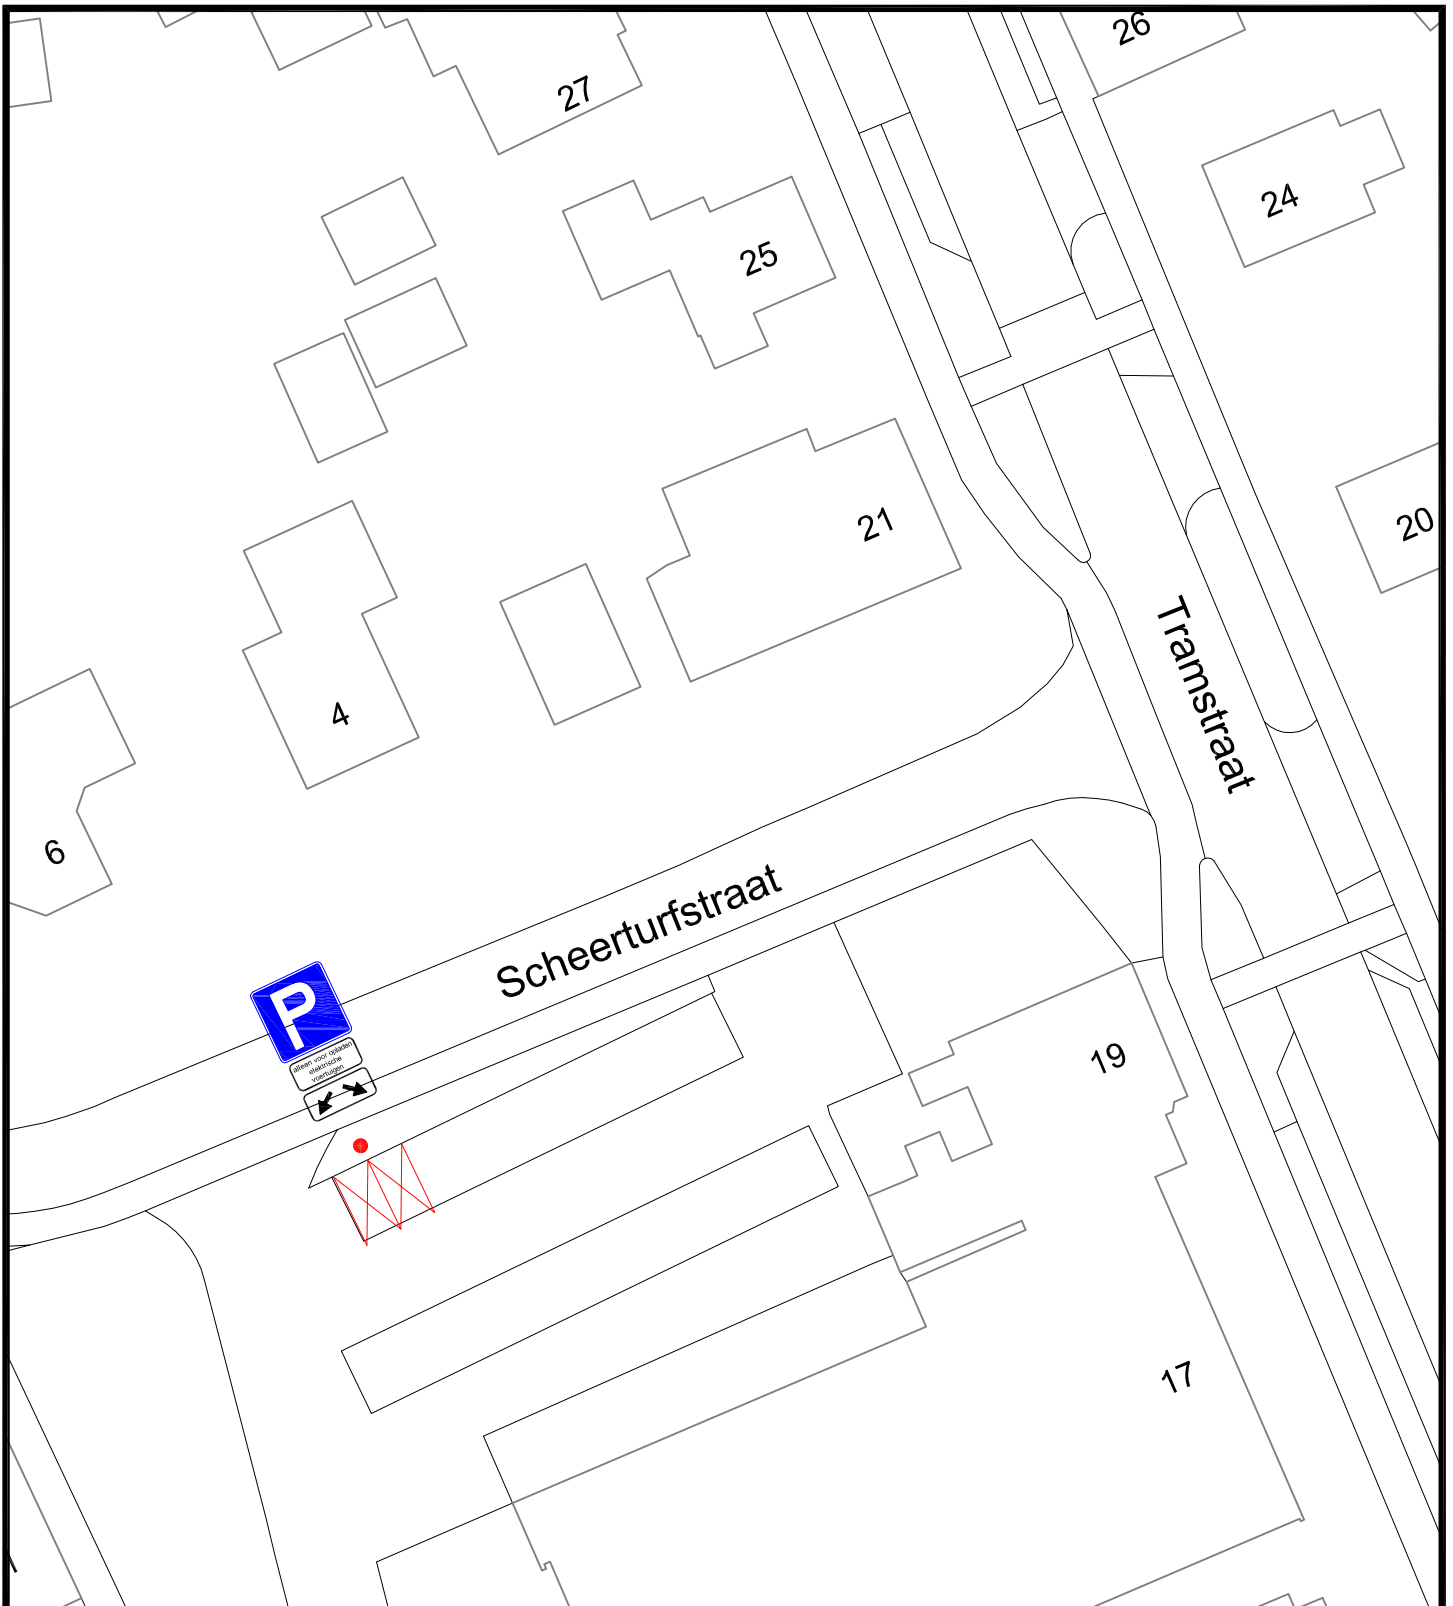 26
27
24
25
20
21
Tramstraat
4
6
Scheerturfstraat
P
alleen voor opladen
elektrische
voertuigen
19
17